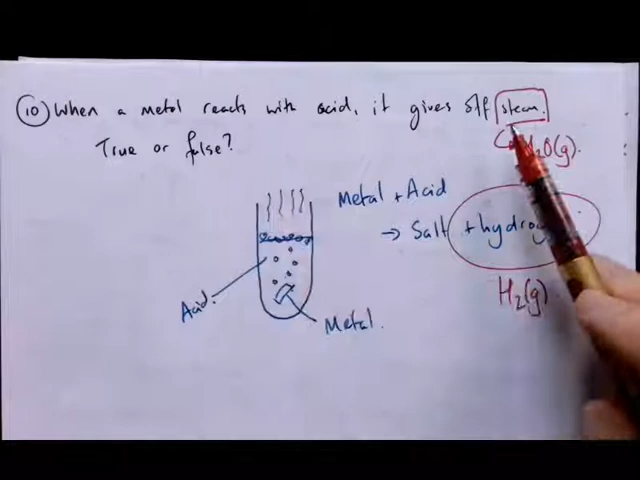 10 When a metal reacts with acid, it gives off steam.
True or false?
H₂O(g).
Metal + Acid
→ Salt + hydrog
H₂(g)
Acid.
Metal.